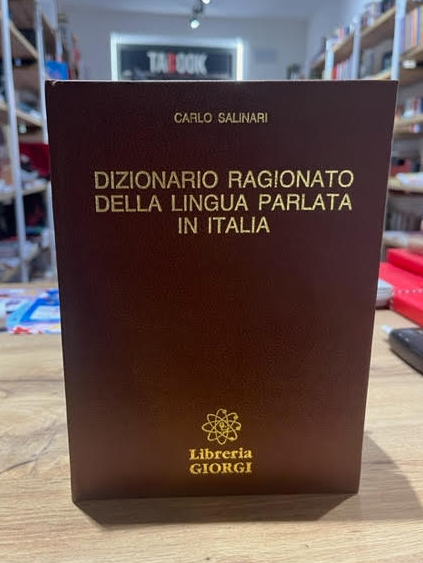 TABOOK
CARLO SALINARI
DIZIONARIO RAGIONATO
DELLA LINGUA PARLATA
IN ITALIA
Libreria
GIORGI